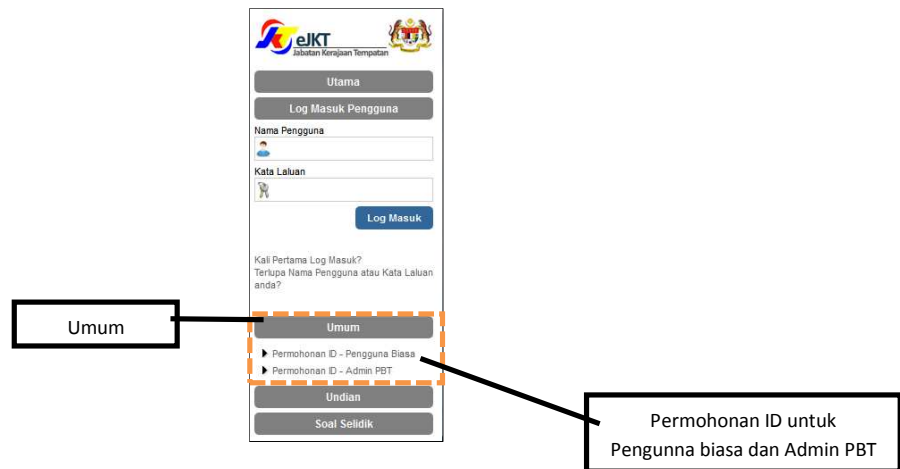 eJKT
Jabatan Kerajaan Tempatan
Utama
Log Masuk Pengguna
Nama Pengguna
Kata Laluan
Log Masuk
Kali Pertama Log Masuk?
Terlupa Nama Pengguna atau Kata Laluan
anda?
Umum
Umum
Permohonan ID - Pengguna Biasa
Permohonan ID - Admin PBT
Undian
Soal Selidik
Permohonan ID untuk
Pengunna biasa dan Admin PBT